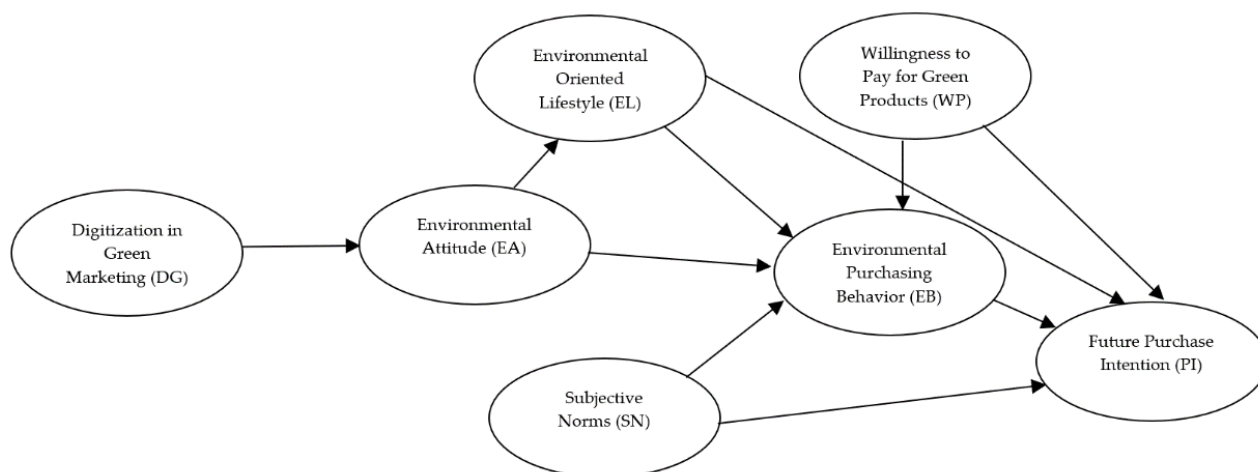 Environmental
Oriented
Lifestyle (EL)
Willingness to
Pay for Green
Products (WP)
Digitization in
Green
Marketing (DG)
Environmental
Attitude (EA)
Environmental
Purchasing
Behavior (EB)
Future Purchase
Intention (PI)
Subjective
Norms (SN)